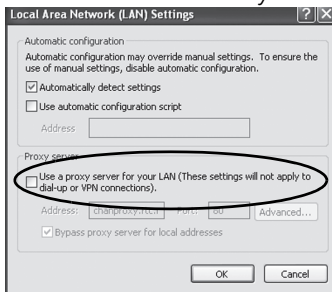 Local Area Network (LAN) Settings
Automatic configuration
Automatic configuration may override manual settings. To ensure the
use of manual settings, disable automatic configuration.
Automatically detect settings
Use automatic configuration script
Address
Proxy server
Use a proxy server for your LAN (These settings will not apply to
dial-up or VPN connections).
Address: Port: 80 Advanced...
Bypass proxy server for local addresses
OK Cancel